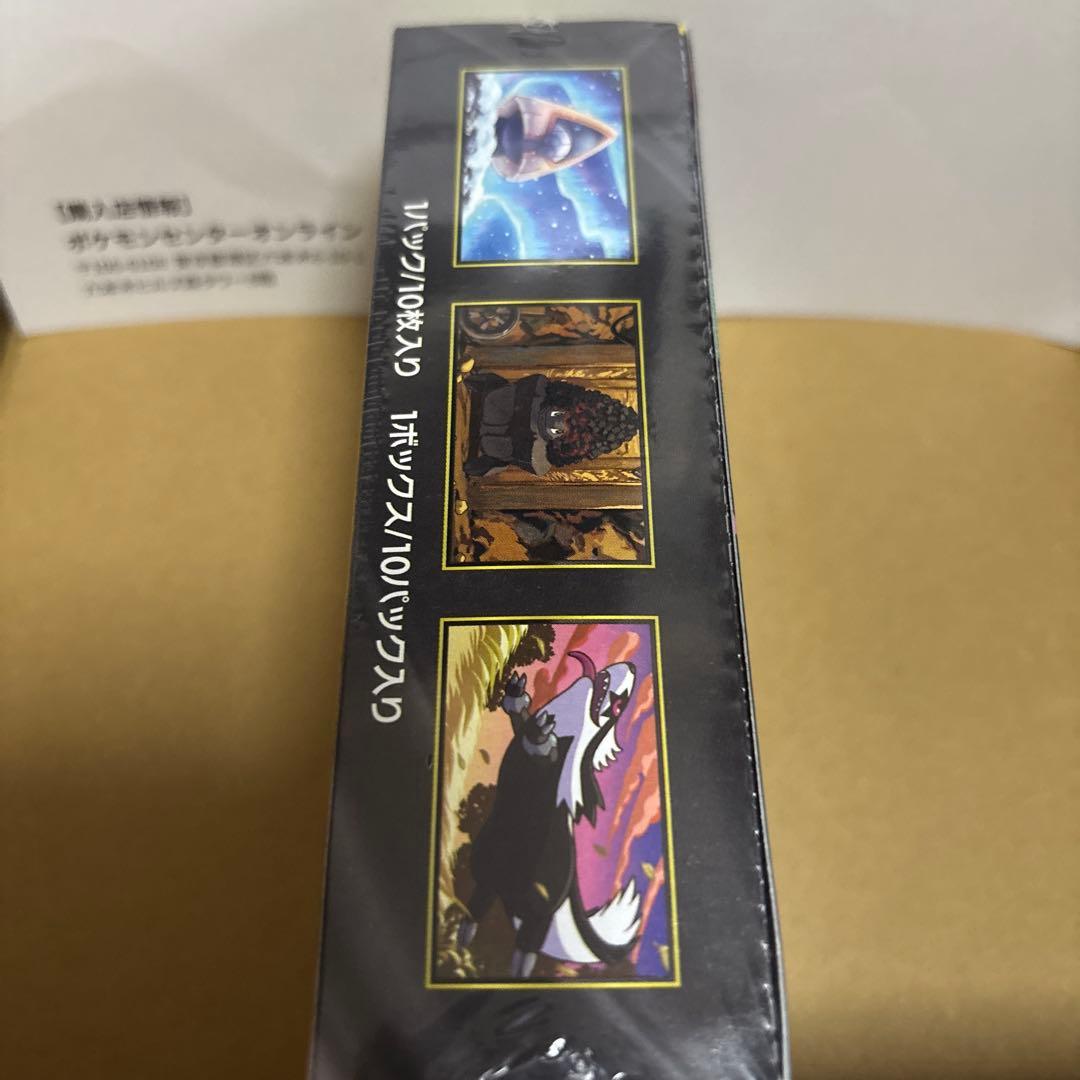 【購入店情報】
ポケモンセンターオンライン
1パック/10枚入り　1ボックス/10パック入り